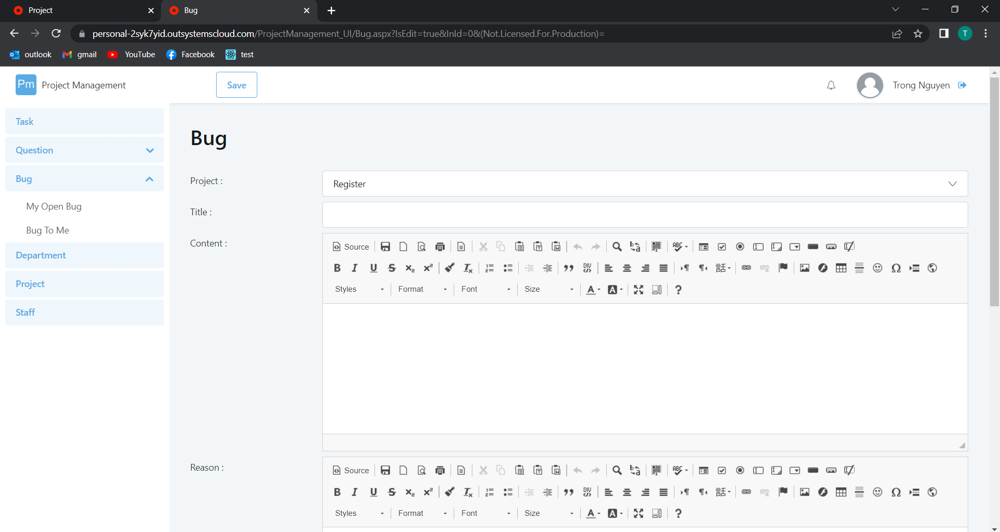 Project
Bug
personal-2syk7yid.outsystemscloud.com/ProjectManagement_UI/Bug.aspx?IsEdit=true&InId=0&(Not.Licensed.For.Production)=
T
outlook
gmail
YouTube
Facebook
test
Pm Project Management
Save
Trong Nguyen
Task
Question
Bug
My Open Bug
Bug To Me
Department
Project
Staff
Bug
Project :
Register
Title :
Content :
Source
Styles
Format
Font
Size
Reason :
Source
Styles
Format
Font
Size